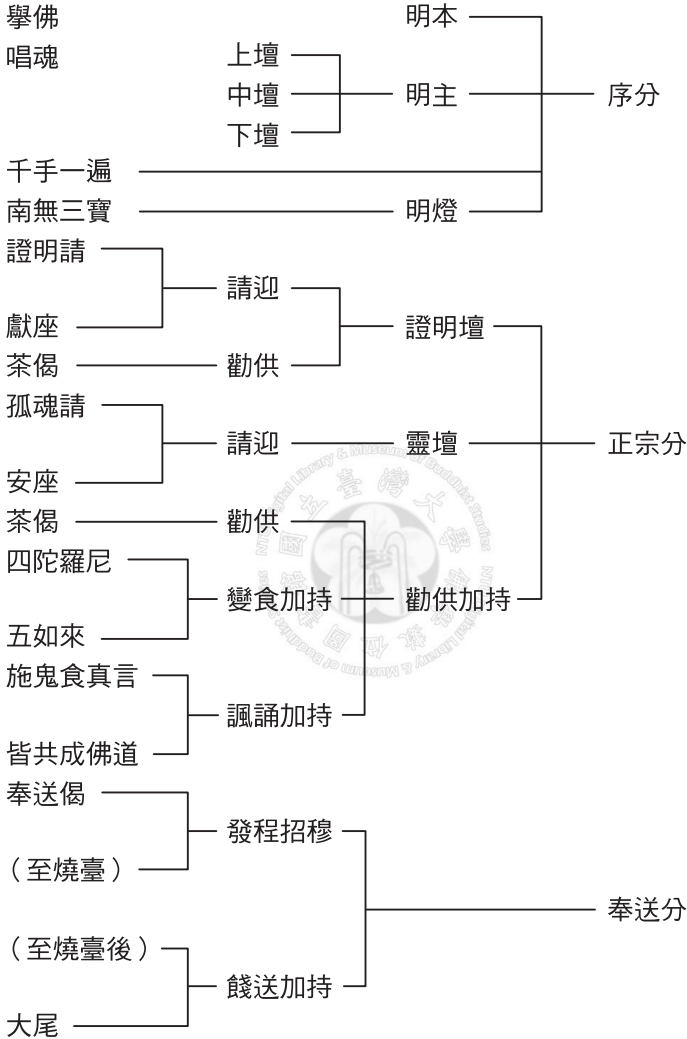 擧佛 明本
唱魂 上壇
中壇 明主 序分
下壇
千手一遍
南無三寶 明燈
證明請
請迎
獻座 證明壇
茶偈 勸供
孤魂請
請迎 靈壇 正宗分
安座
茶偈 勸供
四陀羅尼
變食加持 勸供加持
五如來
施鬼食真言
諷誦加持
皆共成佛道
奉送偈
發程招穆
（至燒臺）
奉送分
（至燒臺後）
餞送加持
大尾